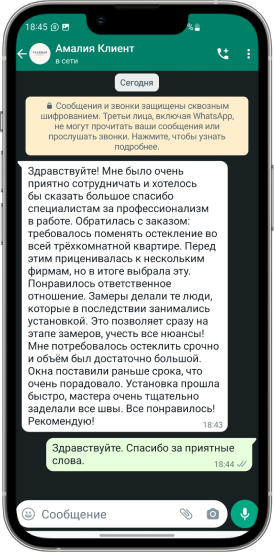 18:45
%
Амалия Клиент
в сети
Сегодня
Сообщения и звонки защищены сквозным
шифрованием. Третьи лица, включая WhatsApp,
не могут прочитать ваши сообщения или
прослушать звонки. Нажмите, чтобы узнать
подробнее.
Здравствуйте! Мне было очень
приятно сотрудничать и хотелось
бы сказать большое спасибо
специалистам за профессионализм
в работе. Обратилась с заказом:
требовалось поменять остекление во
всей трёхкомнатной квартире. Перед
этим приценивалась к нескольким
фирмам, но в итоге выбрала эту.
Понравилось ответственное
отношение. Замеры делали те люди,
которые в последствии занимались
установкой. Это позволяет сразу на
этапе замеров, учесть все нюансы!
Мне потребовалось остеклить срочно
и объём был достаточно большой.
Окна поставили раньше срока, что
очень порадовало. Установка прошла
быстро, мастера очень тщательно
заделали все швы. Все понравилось!
Рекомендую!
18:43
Здравствуйте. Спасибо за приятные
слова.
18:44
Сообщение